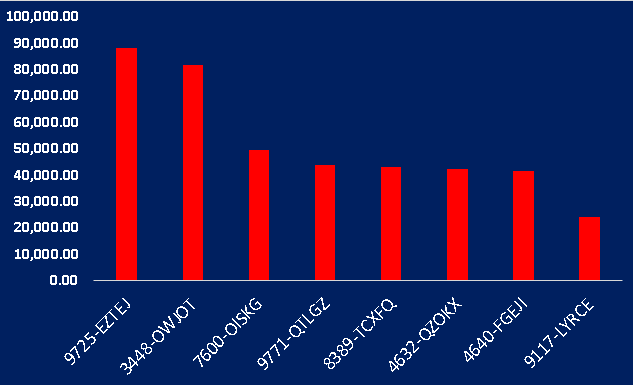 100,000.00
90,000.00
80,000.00
70,000.00
60,000.00
50,000.00
40,000.00
30,000.00
20,000.00
10,000.00
0.00
9725-EZTEJ
3448-OWJOT
7600-OISKG
9771-QTLGZ
8389-TCXFQ
4632-QZOKX
4640-FGEJI
9117-LYRCE